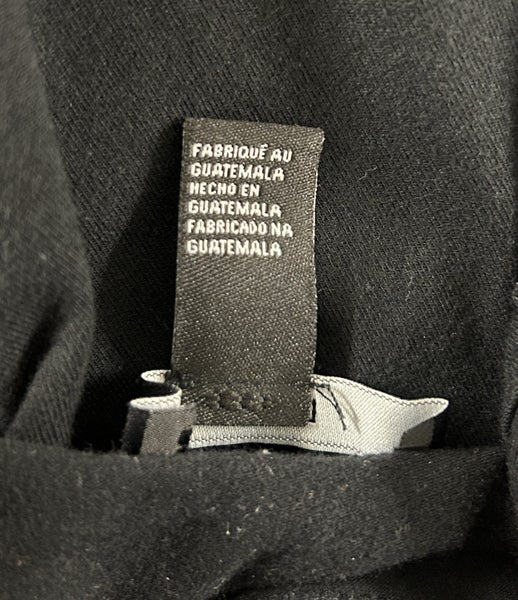 FABRIQUÉ AU
GUATEMALA
HECHO EN
GUATEMALA
FABRICADO NA
GUATEMALA